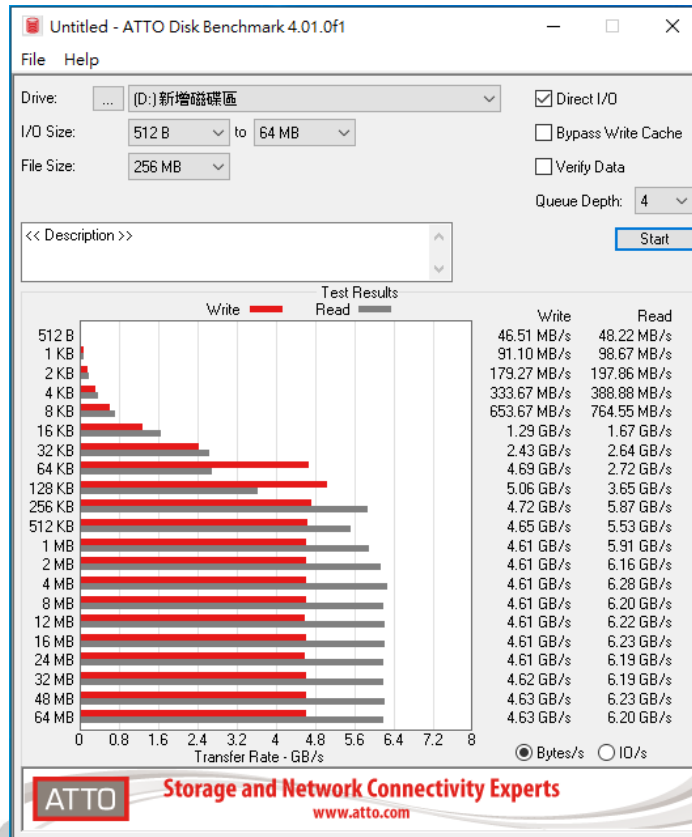 Untitled - ATTO Disk Benchmark 4.01.0f1
File Help
Drive: ... (D:)新增磁碟區 Direct I/O
I/O Size: 512 B to 64 MB Bypass Write Cache
File Size: 256 MB Verify Data
Queue Depth: 4
<< Description >> Start
Test Results
Write Read Write Read
512 B 46.51 MB/s 48.22 MB/s
1 KB 91.10 MB/s 98.67 MB/s
2 KB 179.27 MB/s 197.86 MB/s
4 KB 333.67 MB/s 388.88 MB/s
8 KB 653.67 MB/s 764.55 MB/s
16 KB 1.29 GB/s 1.67 GB/s
32 KB 2.43 GB/s 2.64 GB/s
64 KB 4.69 GB/s 2.72 GB/s
128 KB 5.06 GB/s 3.65 GB/s
256 KB 4.72 GB/s 5.87 GB/s
512 KB 4.65 GB/s 5.53 GB/s
1 MB 4.61 GB/s 5.91 GB/s
2 MB 4.61 GB/s 6.16 GB/s
4 MB 4.61 GB/s 6.28 GB/s
8 MB 4.61 GB/s 6.20 GB/s
12 MB 4.61 GB/s 6.22 GB/s
16 MB 4.61 GB/s 6.23 GB/s
24 MB 4.61 GB/s 6.19 GB/s
32 MB 4.62 GB/s 6.19 GB/s
48 MB 4.63 GB/s 6.23 GB/s
64 MB 4.63 GB/s 6.20 GB/s
0 0.8 1.6 2.4 3.2 4 4.8 5.6 6.4 7.2 8
Transfer Rate - GB/s Bytes/s IO/s
ATTO Storage and Network Connectivity Experts
www.atto.com